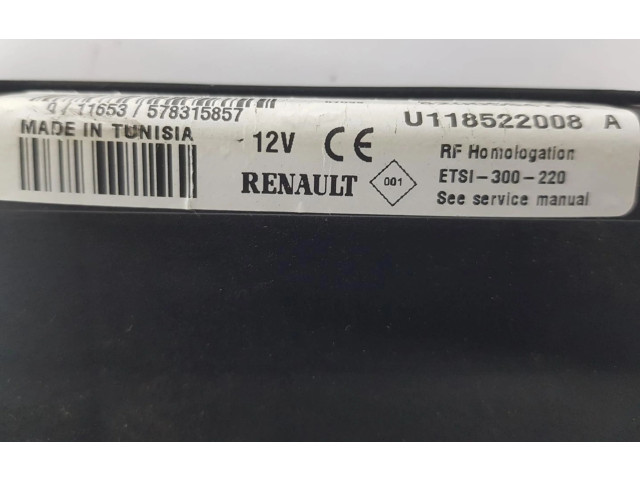 11653 / 578315857
U118522008 A
MADE IN TUNISIA
12V CE
RF Homologation
RENAULT
001
ETSI-300-220
See service manual